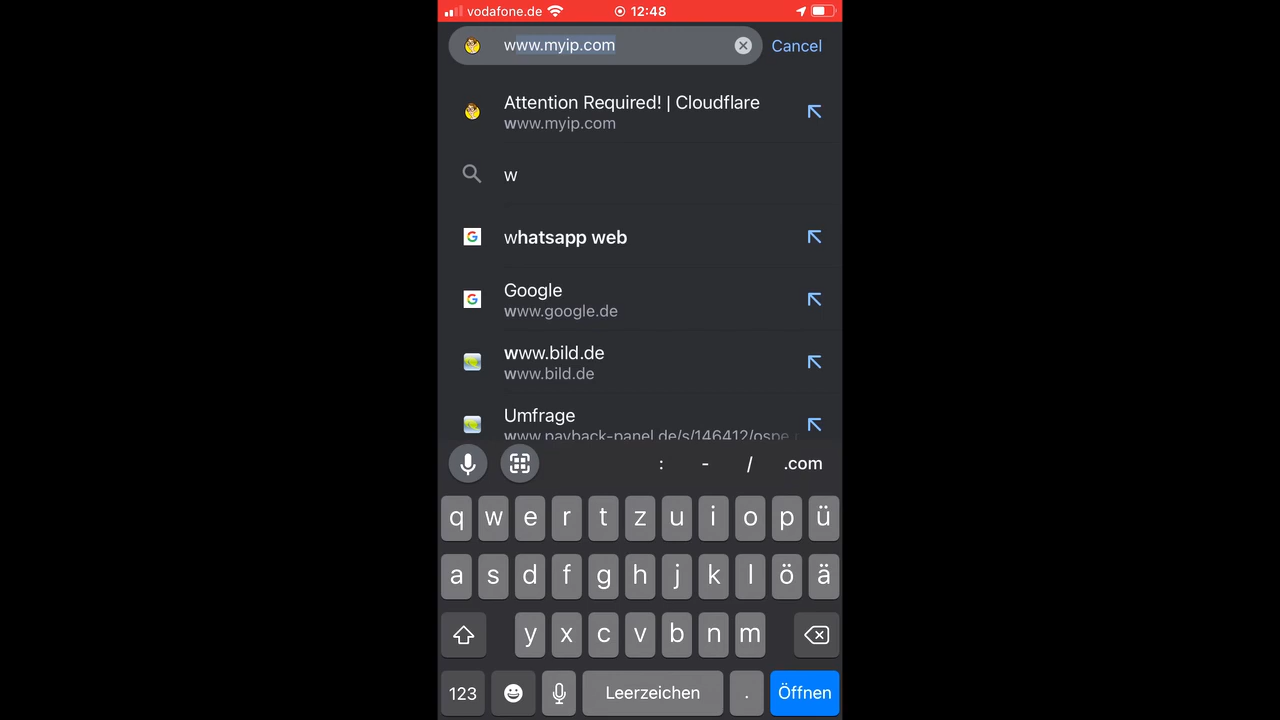 vodafone.de 12:48
www.myip.com Cancel
Attention Required! | Cloudflare
www.myip.com
w
whatsapp web
Google
www.google.de
www.bild.de
www.bild.de
Umfrage
www.payback-panel.de/s/146412/ospe
: - / .com
q w e r t z u i o p ü
a s d f g h j k l ö ä
y x c v b n m
123 Leerzeichen . Öffnen